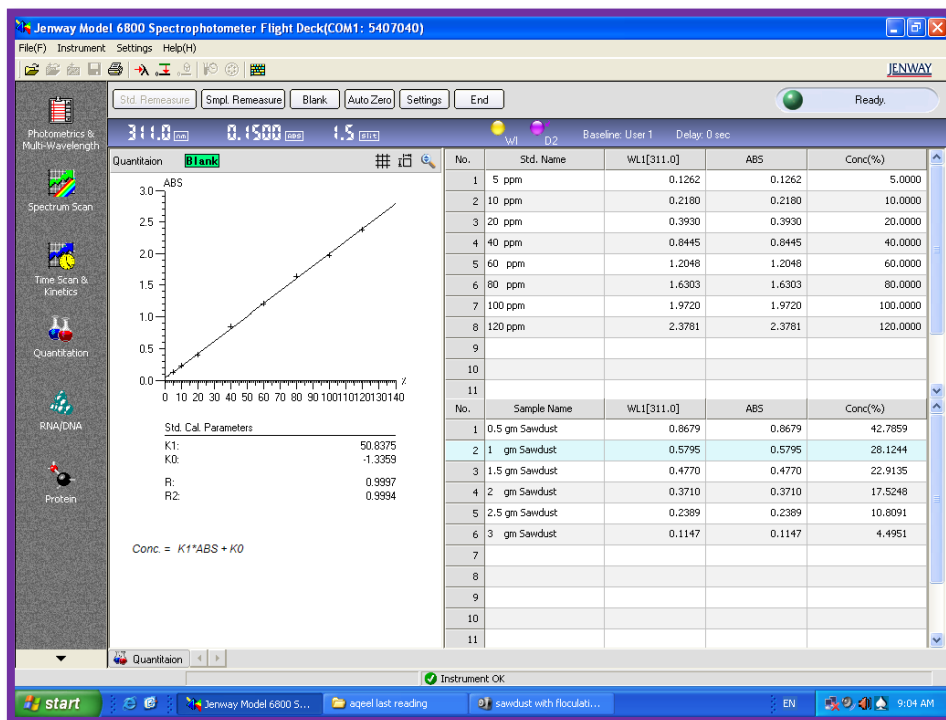 Jenway Model 6800 Spectrophotometer Flight Deck(COM1: 5407040)
File(F) Instrument Settings Help(H)
JENWAY
Std. Remeasure Smpl. Remeasure Blank Auto Zero Settings End Ready.
311.0 nm 0.1500 ABS 1.5 slit WI D2 Baseline: User 1 Delay: 0 sec
Photometrics &
Multi-Wavelength
Spectrum Scan
Time Scan &
Kinetics
Quantitation
RNA/DNA
Protein
Quantitaion Blank
ABS
3.0
2.5
2.0
1.5
1.0
0.5
0.0
0 10 20 30 40 50 60 70 80 90 100110120130140 %
Std. Cal. Parameters
K1: 50.8375
K0: -1.3359
R: 0.9997
R2: 0.9994
Conc. = K1*ABS + K0
No. Std. Name WL1[311.0] ABS Conc(%)
1 5 ppm 0.1262 0.1262 5.0000
2 10 ppm 0.2180 0.2180 10.0000
3 20 ppm 0.3930 0.3930 20.0000
4 40 ppm 0.8445 0.8445 40.0000
5 60 ppm 1.2048 1.2048 60.0000
6 80 ppm 1.6303 1.6303 80.0000
7 100 ppm 1.9720 1.9720 100.0000
8 120 ppm 2.3781 2.3781 120.0000
9
10
11
No. Sample Name WL1[311.0] ABS Conc(%)
1 0.5 gm Sawdust 0.8679 0.8679 42.7859
2 1 gm Sawdust 0.5795 0.5795 28.1244
3 1.5 gm Sawdust 0.4770 0.4770 22.9135
4 2 gm Sawdust 0.3710 0.3710 17.5248
5 2.5 gm Sawdust 0.2389 0.2389 10.8091
6 3 gm Sawdust 0.1147 0.1147 4.4951
7
8
9
10
11
Quantitaion
Instrument OK
start Jenway Model 6800 S... aqeel last reading sawdust with floculati... EN 9:04 AM